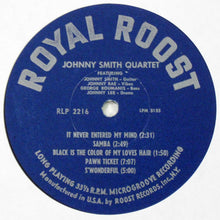 ROYAL ROOST
JOHNNY SMITH QUARTET
FEATURING
JOHNNY SMITH - Guitar
JOHNNY RAE - Vibes
GEORGE ROUMANIS - Bass
JOHNNY LEE - Drums
RLP 2216
LPM 2133
IT NEVER ENTERED MY MIND (2:31)
SAMBA (2:49)
BLACK IS THE COLOR OF MY LOVES HAIR (1:50)
PAWN TICKET (7:07)
S'WONDERFUL (5:00)
LONG PLAYING 33⅓ R.P.M. MICROGROOVE RECORDING
Manufactured in U.S.A. by ROOST RECORDS, Inc., N.Y.